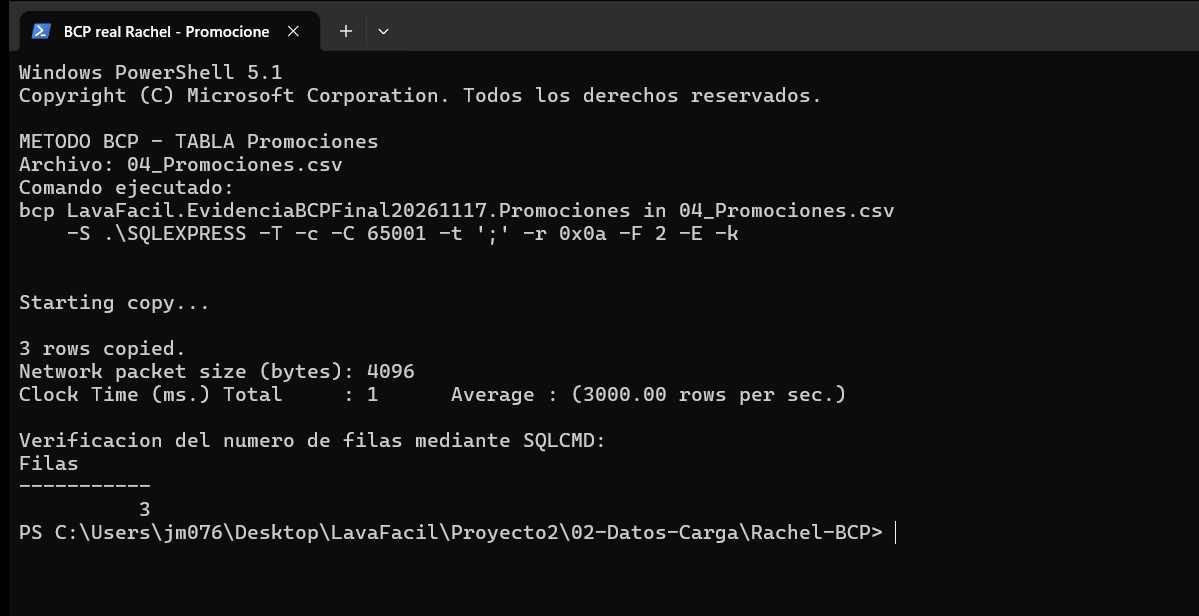 BCP real Rachel - Promocione
Windows PowerShell 5.1
Copyright (C) Microsoft Corporation. Todos los derechos reservados.
METODO BCP - TABLA Promociones
Archivo: 04_Promociones.csv
Comando ejecutado:
bcp LavaFacil.EvidenciaBCPFinal20261117.Promociones in 04_Promociones.csv
-S .\SQLEXPRESS -T -c -C 65001 -t ';' -r 0x0a -F 2 -E -k
Starting copy...
3 rows copied.
Network packet size (bytes): 4096
Clock Time (ms.) Total     : 1      Average : (3000.00 rows per sec.)
Verificacion del numero de filas mediante SQLCMD:
Filas
-----------
3
PS C:\Users\jm076\Desktop\LavaFacil\Proyecto2\02-Datos-Carga\Rachel-BCP>